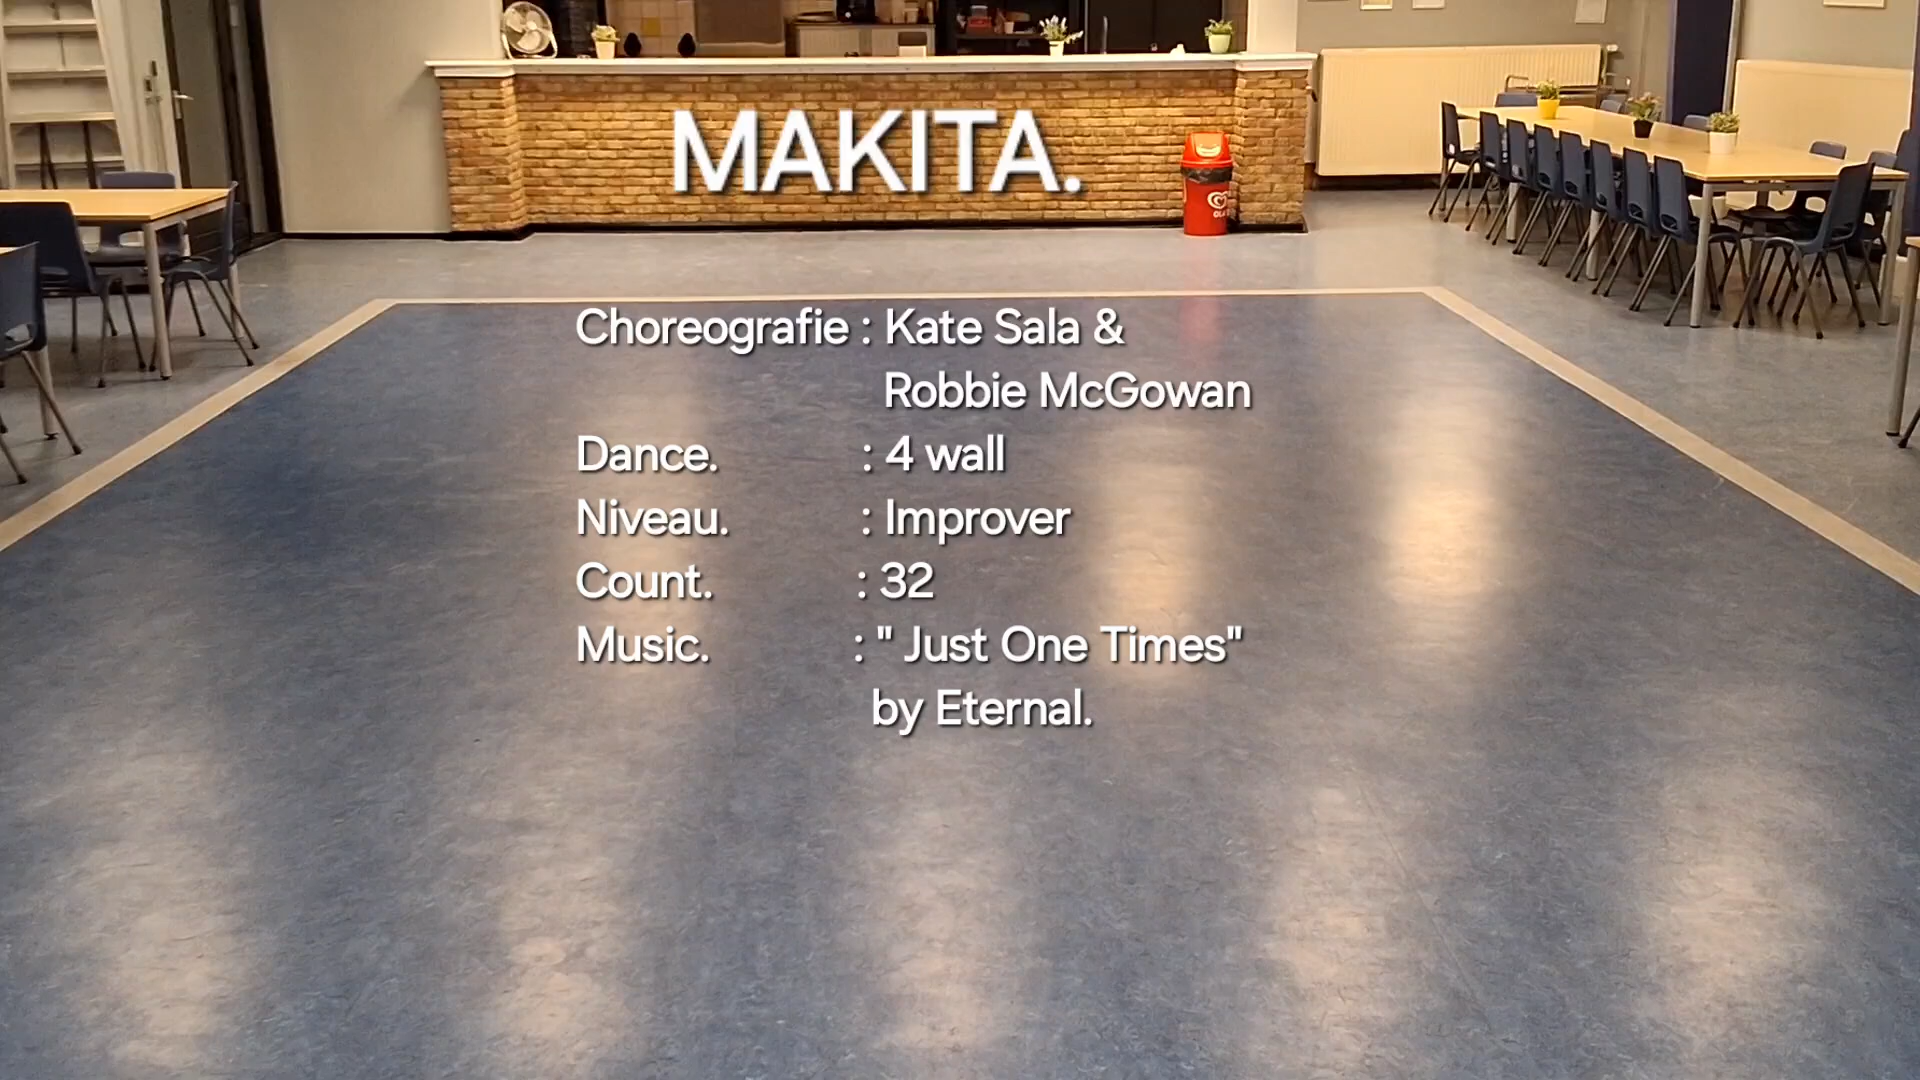 MAKITA.
Choreografie : Kate Sala &
Robbie McGowan
Dance. : 4 wall
Niveau. : Improver
Count. : 32
Music. : " Just One Times"
by Eternal.
OLA